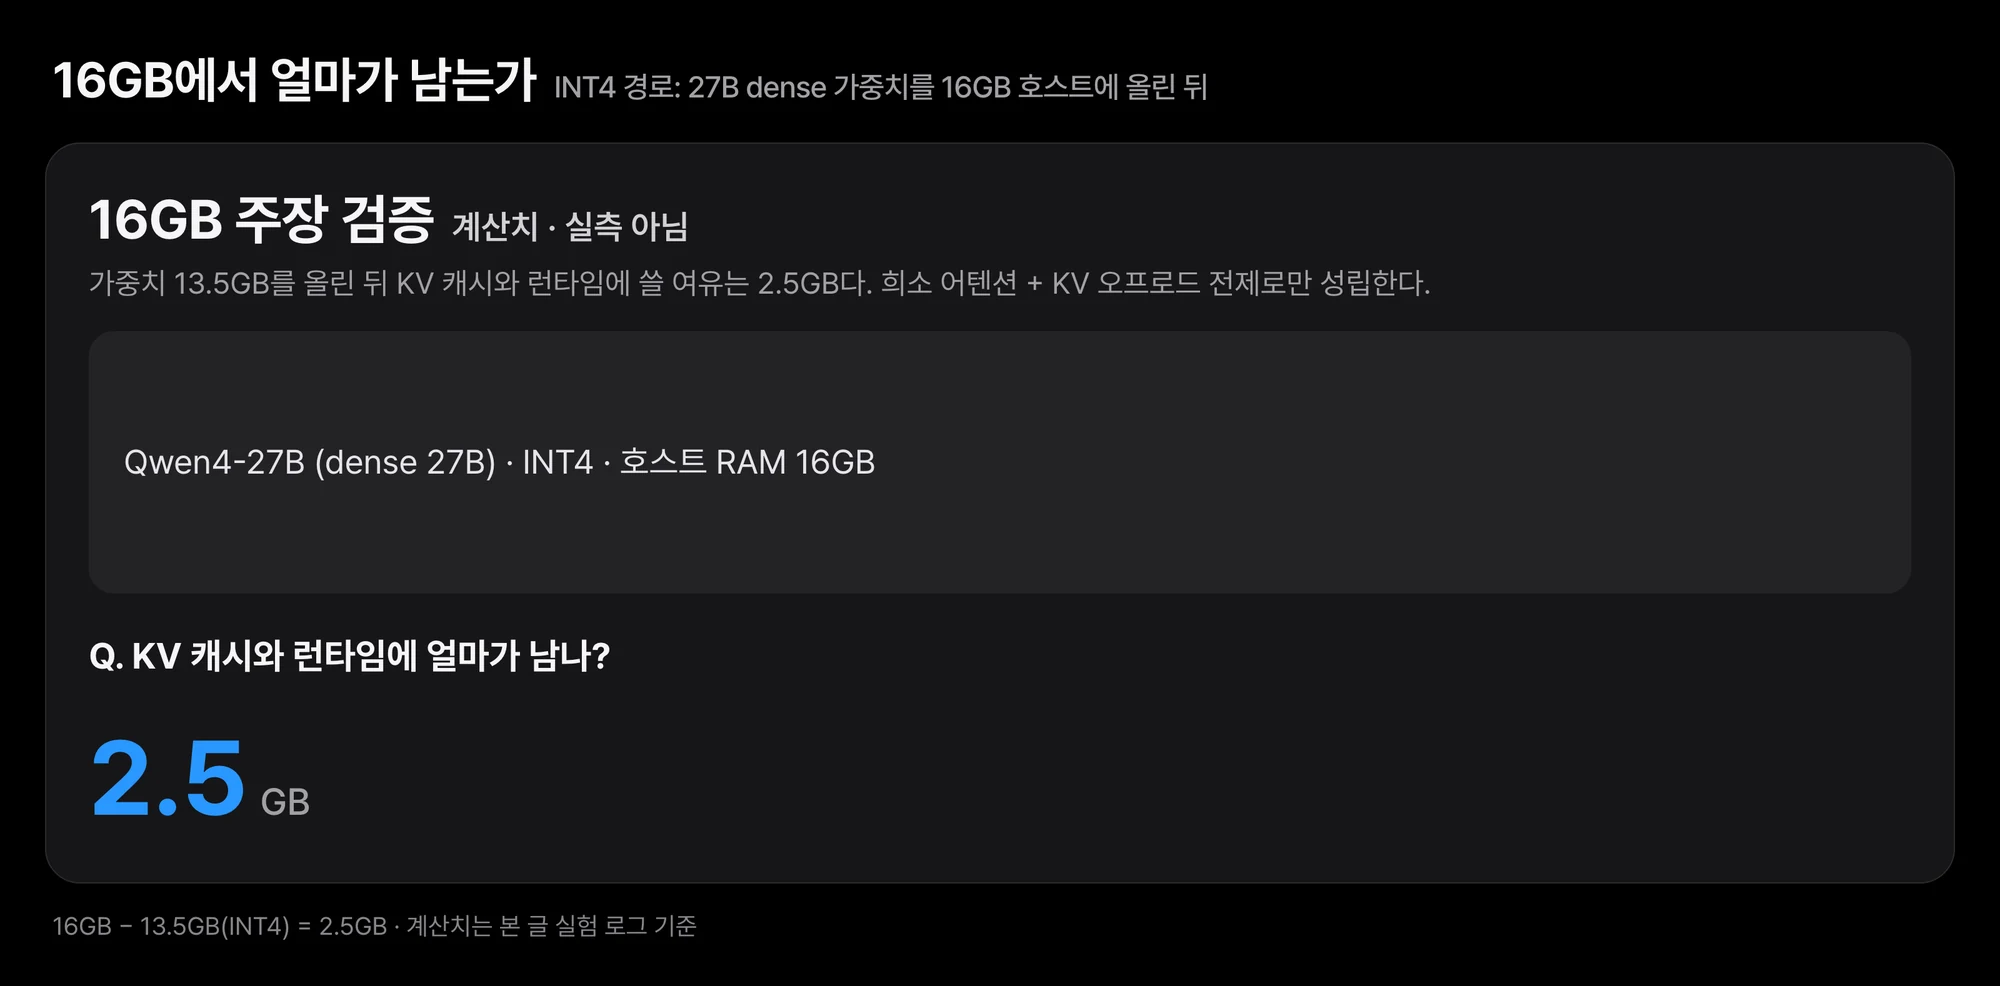 16GB에서 얼마가 남는가 INT4 경로: 27B dense 가중치를 16GB 호스트에 올린 뒤
16GB 주장 검증 계산치 · 실측 아님
가중치 13.5GB를 올린 뒤 KV 캐시와 런타임에 쓸 여유는 2.5GB다. 희소 어텐션 + KV 오프로드 전제로만 성립한다.
Qwen4-27B (dense 27B) · INT4 · 호스트 RAM 16GB
Q. KV 캐시와 런타임에 얼마가 남나?
2.5 GB
16GB − 13.5GB(INT4) = 2.5GB · 계산치는 본 글 실험 로그 기준